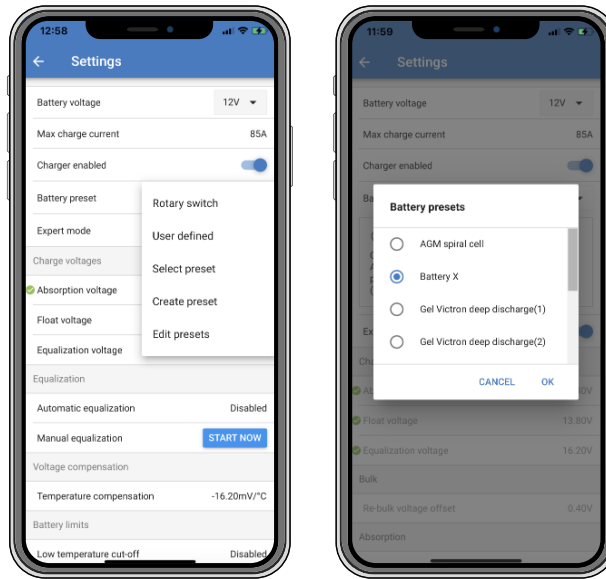 12:58
Settings
Battery voltage 12V
Max charge current 85A
Charger enabled
Battery preset
Expert mode
Rotary switch
User defined
Select preset
Create preset
Edit presets
Charge voltages
Absorption voltage
Float voltage
Equalization voltage
Equalization
Automatic equalization Disabled
Manual equalization START NOW
Voltage compensation
Temperature compensation -16.20mV/°C
Battery limits
Low temperature cut-off Disabled
11:59
Settings
Battery voltage 12V
Max charge current 85A
Charger enabled
Ba
Battery presets
AGM spiral cell
Battery X
Gel Victron deep discharge(1)
Gel Victron deep discharge(2)
CANCEL OK
Ex
Ch
Ab
Float voltage 13.80V
Equalization voltage 16.20V
Bulk
Re-bulk voltage offset 0.40V
Absorption